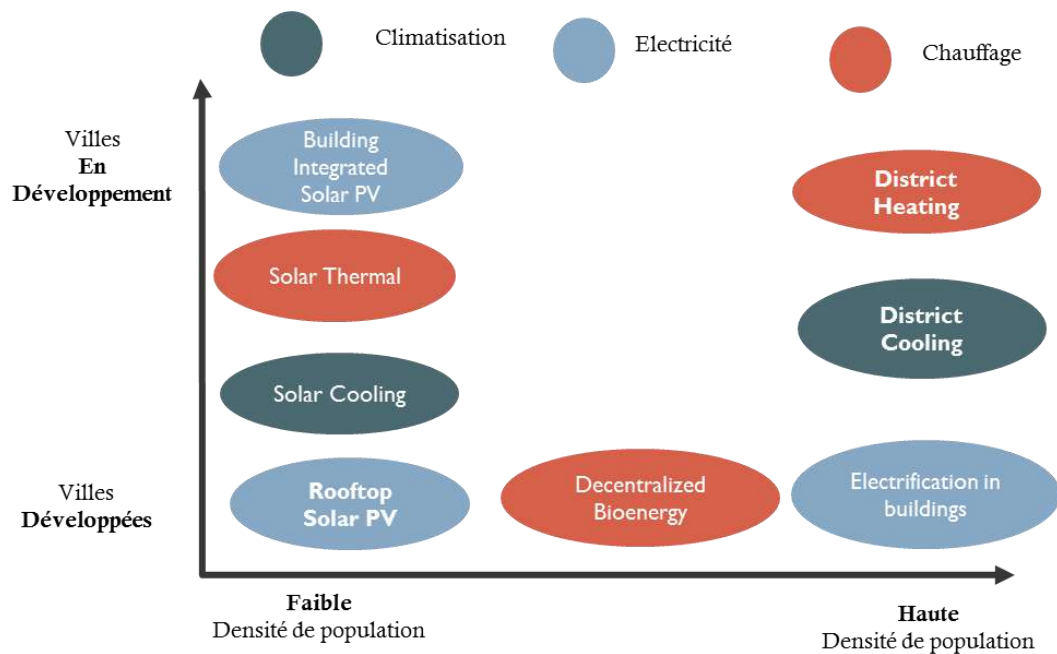 Climatisation
Electricité
Chauffage
Villes
En
Développement
Building
Integrated
Solar PV
District
Heating
Solar Thermal
District
Cooling
Solar Cooling
Villes
Développées
Rooftop
Solar PV
Decentralized
Bioenergy
Electrification in
buildings
Faible
Densité de population
Haute
Densité de population